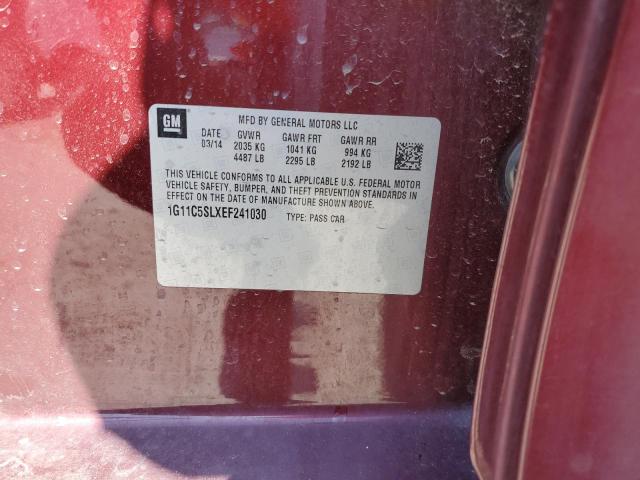 GM
MFD BY GENERAL MOTORS LLC
DATE GVWR GAWR FRT GAWR RR
03/14 2035 KG 1041 KG 994 KG
4487 LB 2295 LB 2192 LB
THIS VEHICLE CONFORMS TO ALL APPLICABLE U.S. FEDERAL MOTOR
VEHICLE SAFETY, BUMPER, AND THEFT PREVENTION STANDARDS IN
EFFECT ON THE DATE OF MANUFACTURE SHOWN ABOVE.
1G11C5SLXEF241030 TYPE: PASS CAR